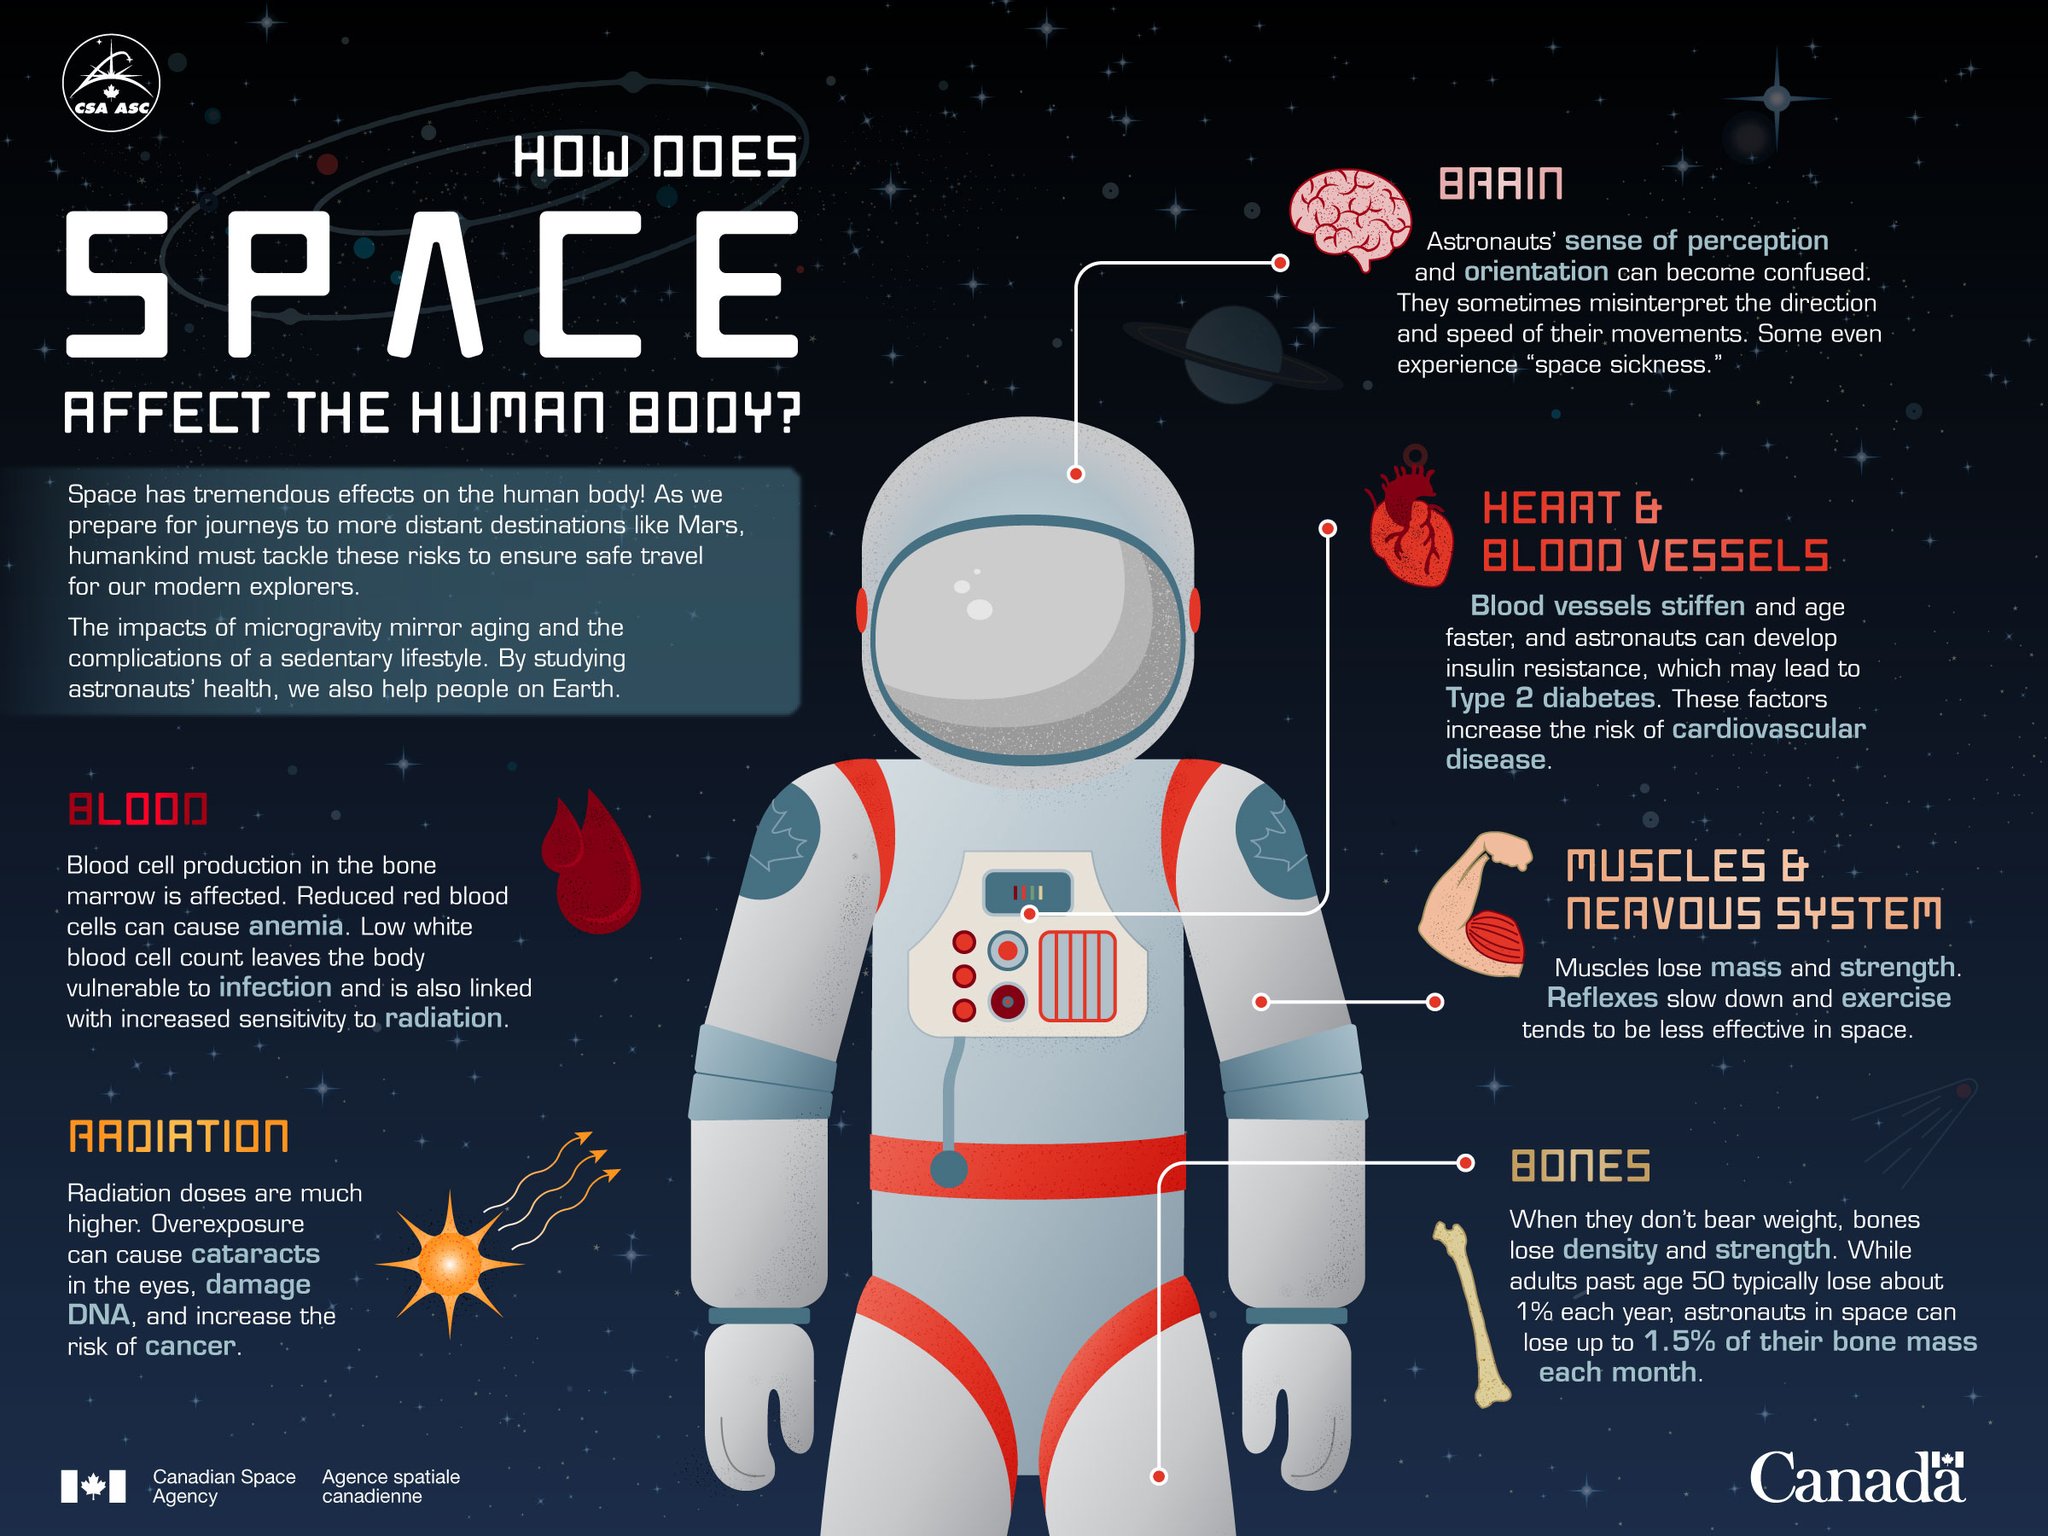 CSA ASC
HOW DOES
SPACE
AFFECT THE HUMAN BODY?
Space has tremendous effects on the human body! As we
prepare for journeys to more distant destinations like Mars,
humankind must tackle these risks to ensure safe travel
for our modern explorers.
The impacts of microgravity mirror aging and the
complications of a sedentary lifestyle. By studying
astronauts' health, we also help people on Earth.
BLOOD
Blood cell production in the bone
marrow is affected. Reduced red blood
cells can cause anemia. Low white
blood cell count leaves the body
vulnerable to infection and is also linked
with increased sensitivity to radiation.
RADIATION
Radiation doses are much
higher. Overexposure
can cause cataracts
in the eyes, damage
DNA, and increase the
risk of cancer.
BRAIN
Astronauts' sense of perception
and orientation can become confused.
They sometimes misinterpret the direction
and speed of their movements. Some even
experience “space sickness.”
HEART &
BLOOD VESSELS
Blood vessels stiffen and age
faster, and astronauts can develop
insulin resistance, which may lead to
Type 2 diabetes. These factors
increase the risk of cardiovascular
disease.
MUSCLES &
NERVOUS SYSTEM
Muscles lose mass and strength.
Reflexes slow down and exercise
tends to be less effective in space.
BONES
When they don't bear weight, bones
lose density and strength. While
adults past age 50 typically lose about
1% each year, astronauts in space can
lose up to 1.5% of their bone mass
each month.
Canadian Space
Agency
Agence spatiale
canadienne
Canada